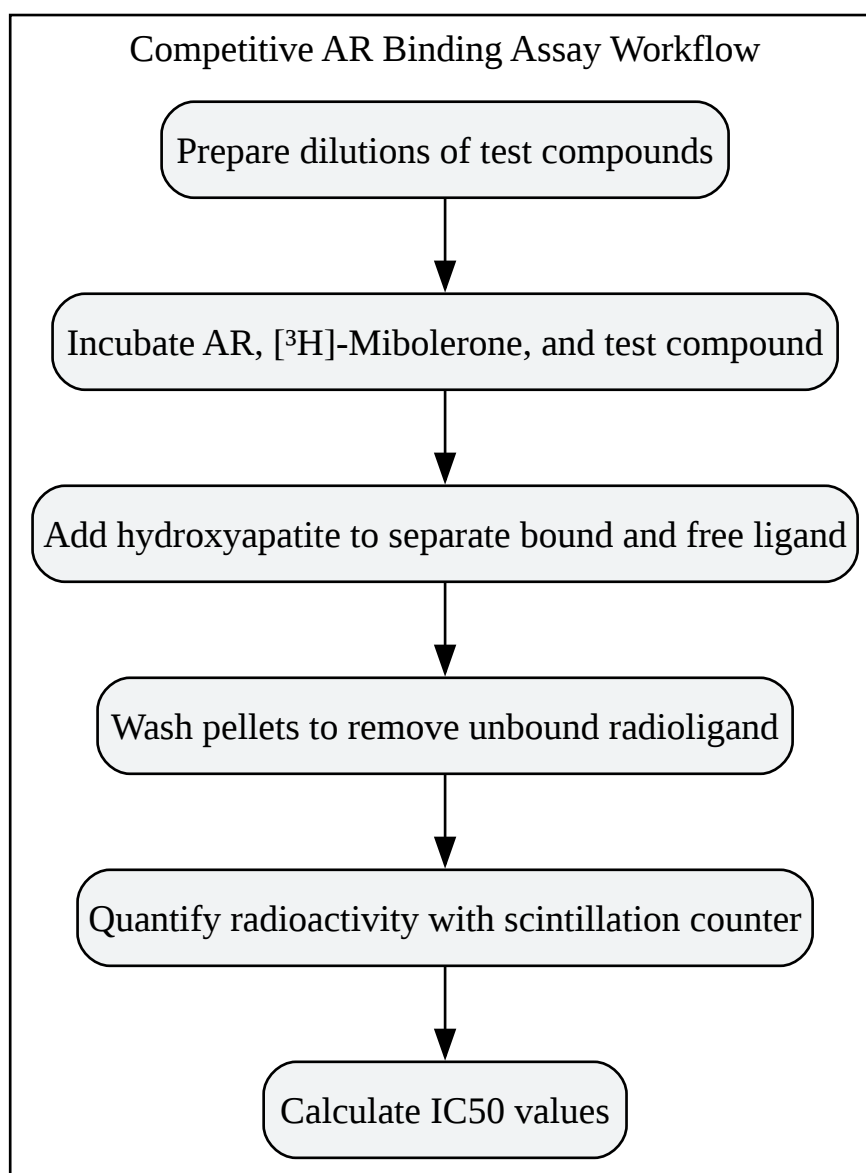 Competitive AR Binding Assay Workflow
Prepare dilutions of test compounds
Incubate AR, [³H]-Mibolerone, and test compound
Add hydroxyapatite to separate bound and free ligand
Wash pellets to remove unbound radioligand
Quantify radioactivity with scintillation counter
Calculate IC50 values